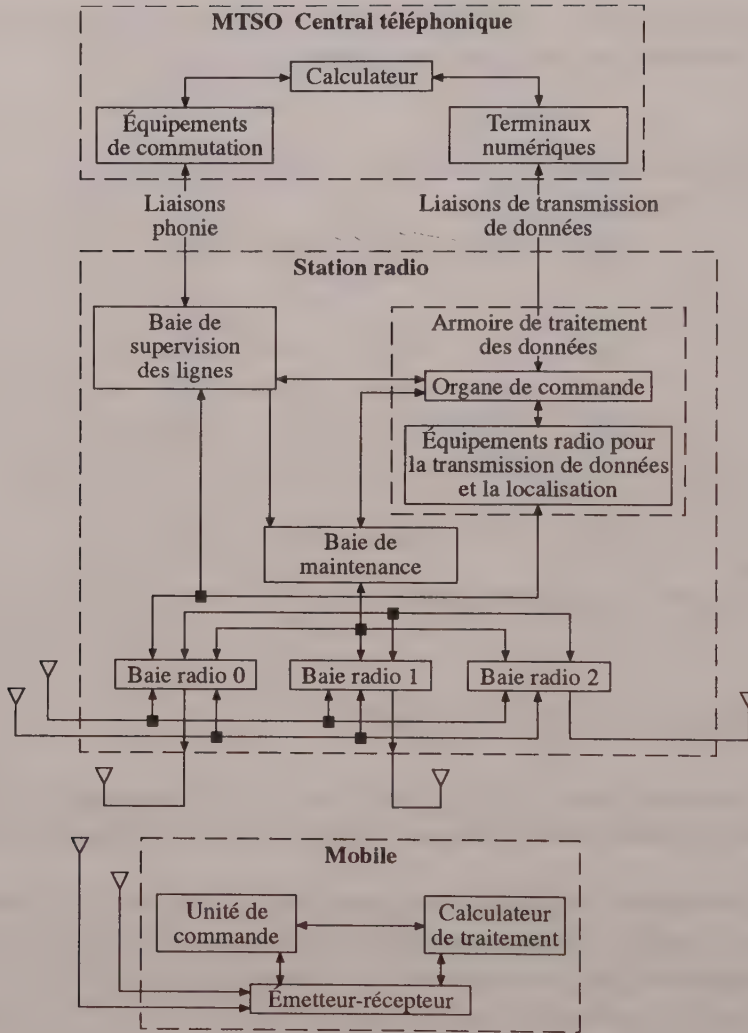 MTSO Central téléphonique
Calculateur
Équipements
de commutation
Terminaux
numériques
Liaisons
phonie
Liaisons de transmission
de données
Station radio
Baie de
supervision
des lignes
Armoire de traitement
des données
Organe de commande
Équipements radio pour
la transmission de données
et la localisation
Baie de
maintenance
Baie radio 0
Baie radio 1
Baie radio 2
Mobile
Unité de
commande
Calculateur
de traitement
Émetteur-récepteur